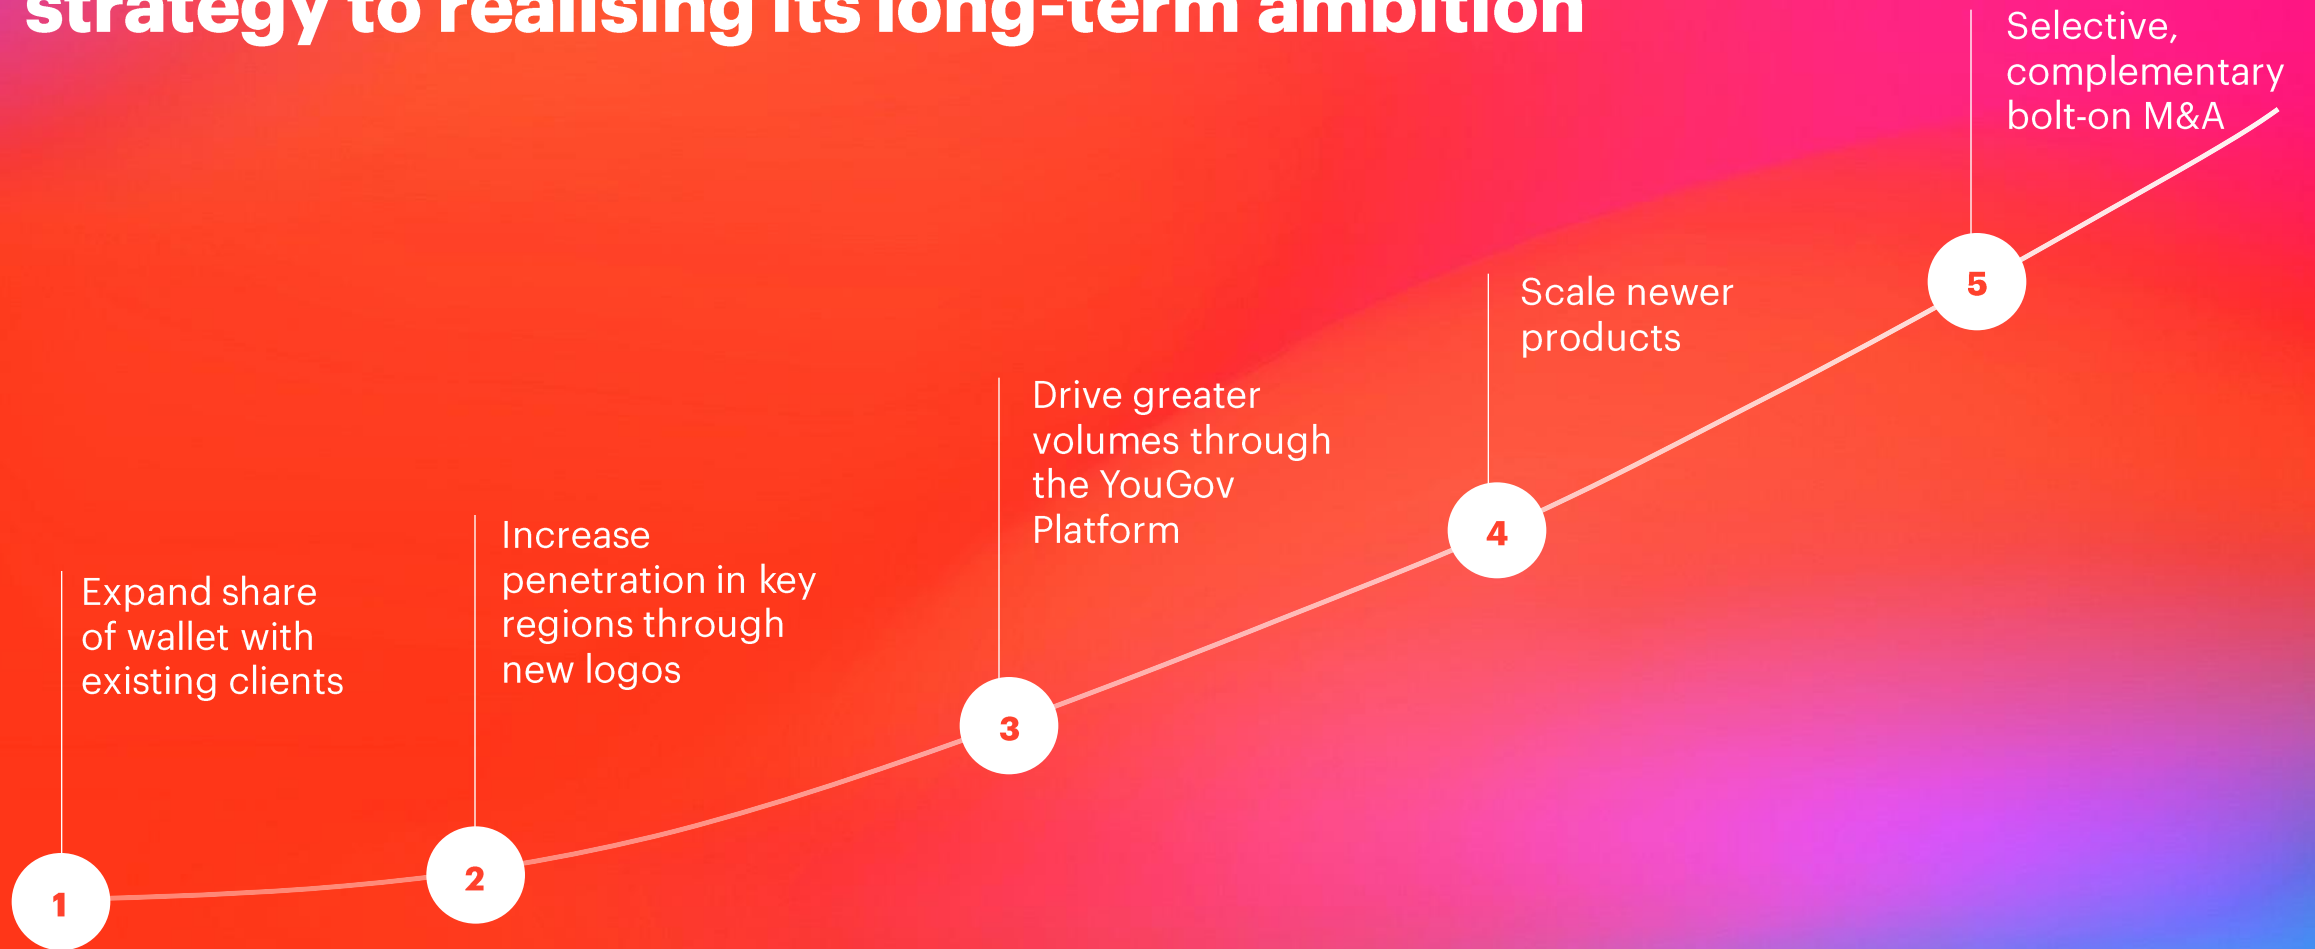 strategy to realising its long-term ambition
1
Expand share
of wallet with
existing clients
2
Increase
penetration in key
regions through
new logos
3
Drive greater
volumes through
the YouGov
Platform
4
Scale newer
products
5
Selective,
complementary
bolt-on M&A